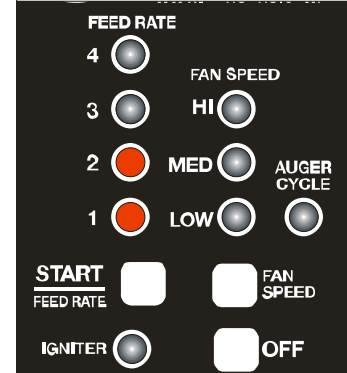 FEED RATE
4
FAN SPEED
3 HI
2 MED AUGER
CYCLE
1 LOW
START
FEED RATE
FAN
SPEED
IGNITER
OFF